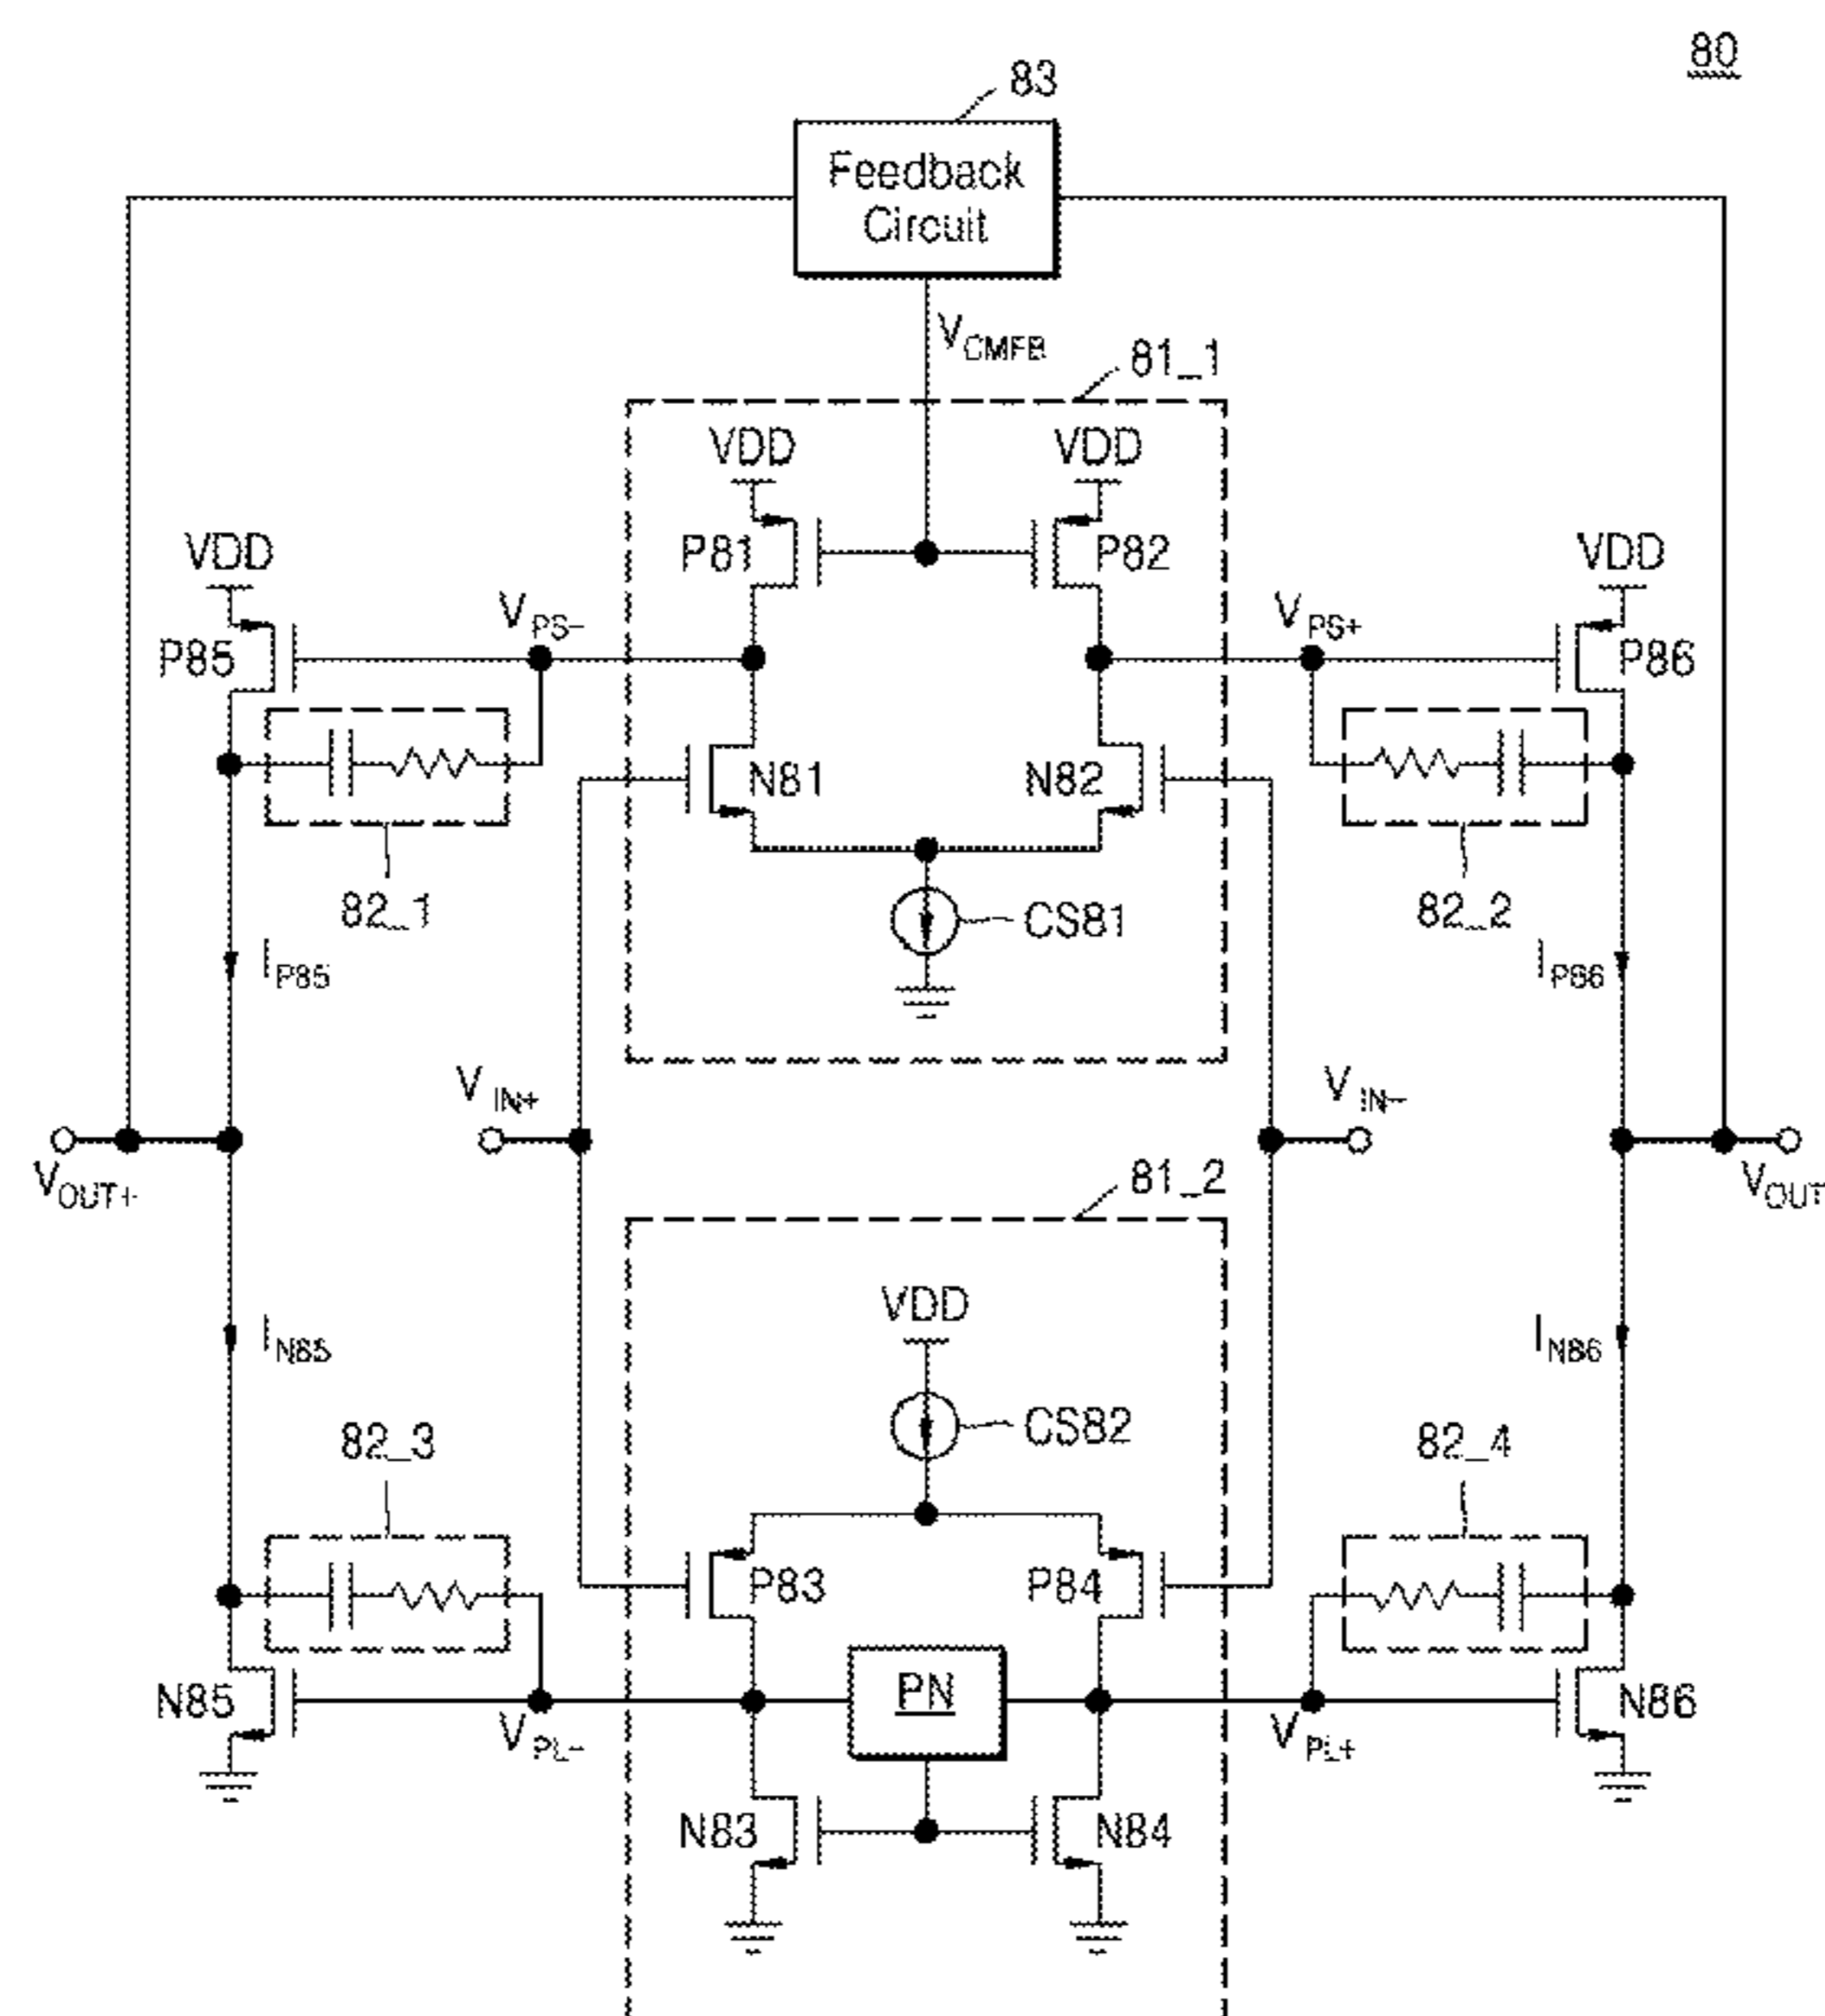 80
83
Feedback
Circuit
VCMFB
81_1
VDD VDD
P81 P82
VDD VDD
VPS- VPS+
P85 P86
N81 N82
82_1 CS81 82_2
IP85 IP86
VIN+ VIN-
VOUT+ VOUT
81_2
VDD
IN85 IN86
82_3 CS82 82_4
P83 P84
N85 PN N86
VPL- VPL+
N83 N84